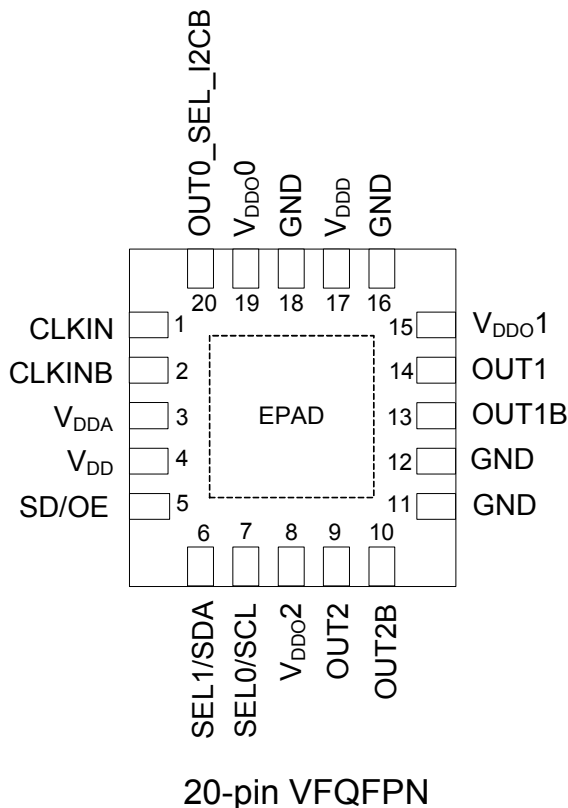 OUT0_SEL_I2CB
VDDO0
GND
VDDD
GND
20
19
18
17
16
CLKIN
1
CLKINB
2
VDDA
3
VDD
4
SD/OE
5
EPAD
15
VDDO1
14
OUT1
13
OUT1B
12
GND
11
GND
6
7
8
9
10
SEL1/SDA
SEL0/SCL
VDDO2
OUT2
OUT2B
20-pin VFQFPN